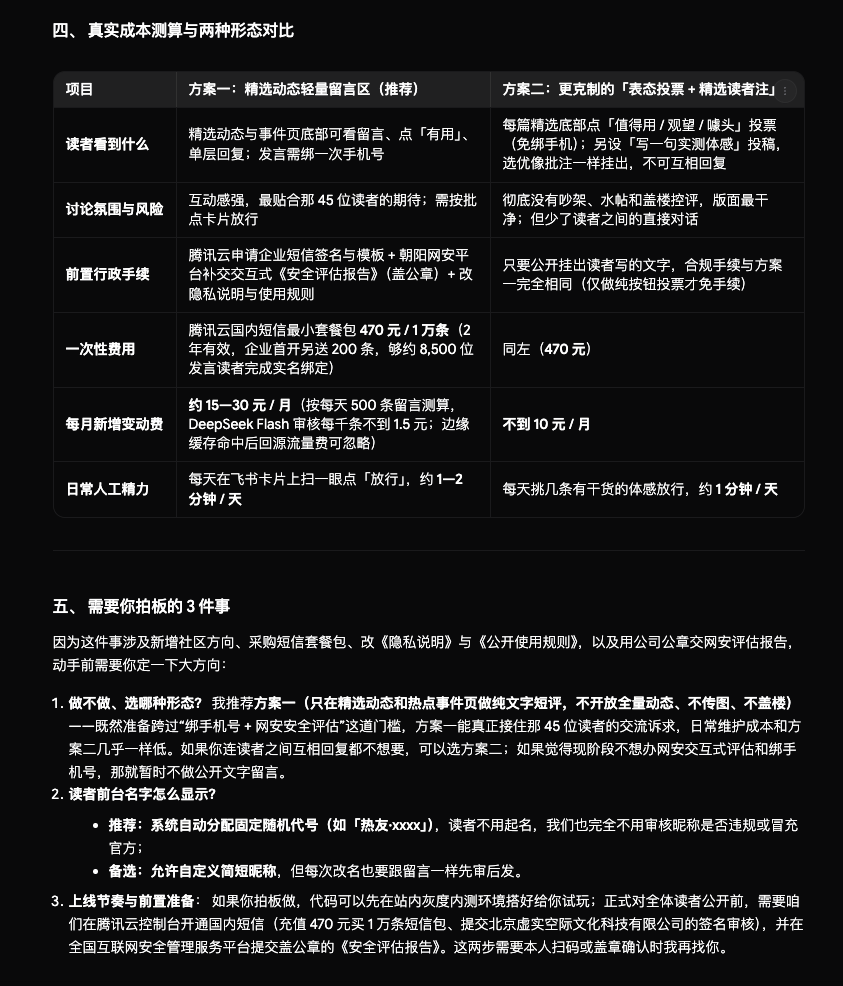 四、 真实成本测算与两种形态对比
项目
方案一：精选动态轻量留言区（推荐）
方案二：更克制的「表态投票 + 精选读者注」
读者看到什么
精选动态与事件页底部可看留言、点「有用」、
单层回复；发言需绑一次手机号
每篇精选底部点「值得用 / 观望 / 噱头」投票
（免绑手机）；另设「写一句实测体感」投稿，
选优像批注一样挂出，不可互相回复
讨论氛围与风险
互动感强，最贴合那 45 位读者的期待；需按批
点卡片放行
彻底没有吵架、水帖和盖楼控评，版面最干
净；但少了读者之间的直接对话
前置行政手续
腾讯云申请企业短信签名与模板 + 朝阳网安平
台补交交互式《安全评估报告》（盖公章）+ 改
隐私说明与使用规则
只要公开挂出读者写的文字，合规手续与方案
一完全相同（仅做纯按钮投票才免手续）
一次性费用
腾讯云国内短信最小套餐包 470 元 / 1 万条（2
年有效，企业首开另送 200 条，够约 8,500 位
发言读者完成实名绑定）
同左（470 元）
每月新增变动费
约 15—30 元 / 月（按每天 500 条留言测算，
DeepSeek Flash 审核每千条不到 1.5 元；边缘
缓存命中后回源流量费可忽略）
不到 10 元 / 月
日常人工精力
每天在飞书卡片上扫一眼点「放行」，约 1—2
分钟 / 天
每天挑几条有干货的体感放行，约 1 分钟 / 天
五、 需要你拍板的 3 件事
因为这件事涉及新增社区方向、采购短信套餐包、改《隐私说明》与《公开使用规则》，以及用公司公章交网安评估报告，
动手前需要你定一下大方向：
1. 做不做、选哪种形态？ 我推荐方案一（只在精选动态和热点事件页做纯文字短评，不开放全量动态、不传图、不盖楼）
——既然准备跨过“绑手机号 + 网安安全评估”这道门槛，方案一能真正接住那 45 位读者的交流诉求，日常维护成本和方
案二几乎一样低。如果你连读者之间互相回复都不想要，可以选方案二；如果觉得现阶段不想办网安交互式评估和绑手
机号，那就暂时不做公开文字留言。
2. 读者前台名字怎么显示？
• 推荐：系统自动分配固定随机代号（如「热友·xxxx」），读者不用起名，我们也完全不用审核昵称是否违规或冒充
官方；
• 备选：允许自定义简短昵称，但每次改名也要跟留言一样先审后发。
3. 上线节奏与前置准备： 如果你拍板做，代码可以先在站内灰度内测环境搭好给你试玩；正式对全体读者公开前，需要咱
们在腾讯云控制台开通国内短信（充值 470 元买 1 万条短信包、提交北京虚实空际文化科技有限公司的签名审核），并在
全国互联网安全管理服务平台提交盖公章的《安全评估报告》。这两步需要本人扫码或盖章确认时我再找你。